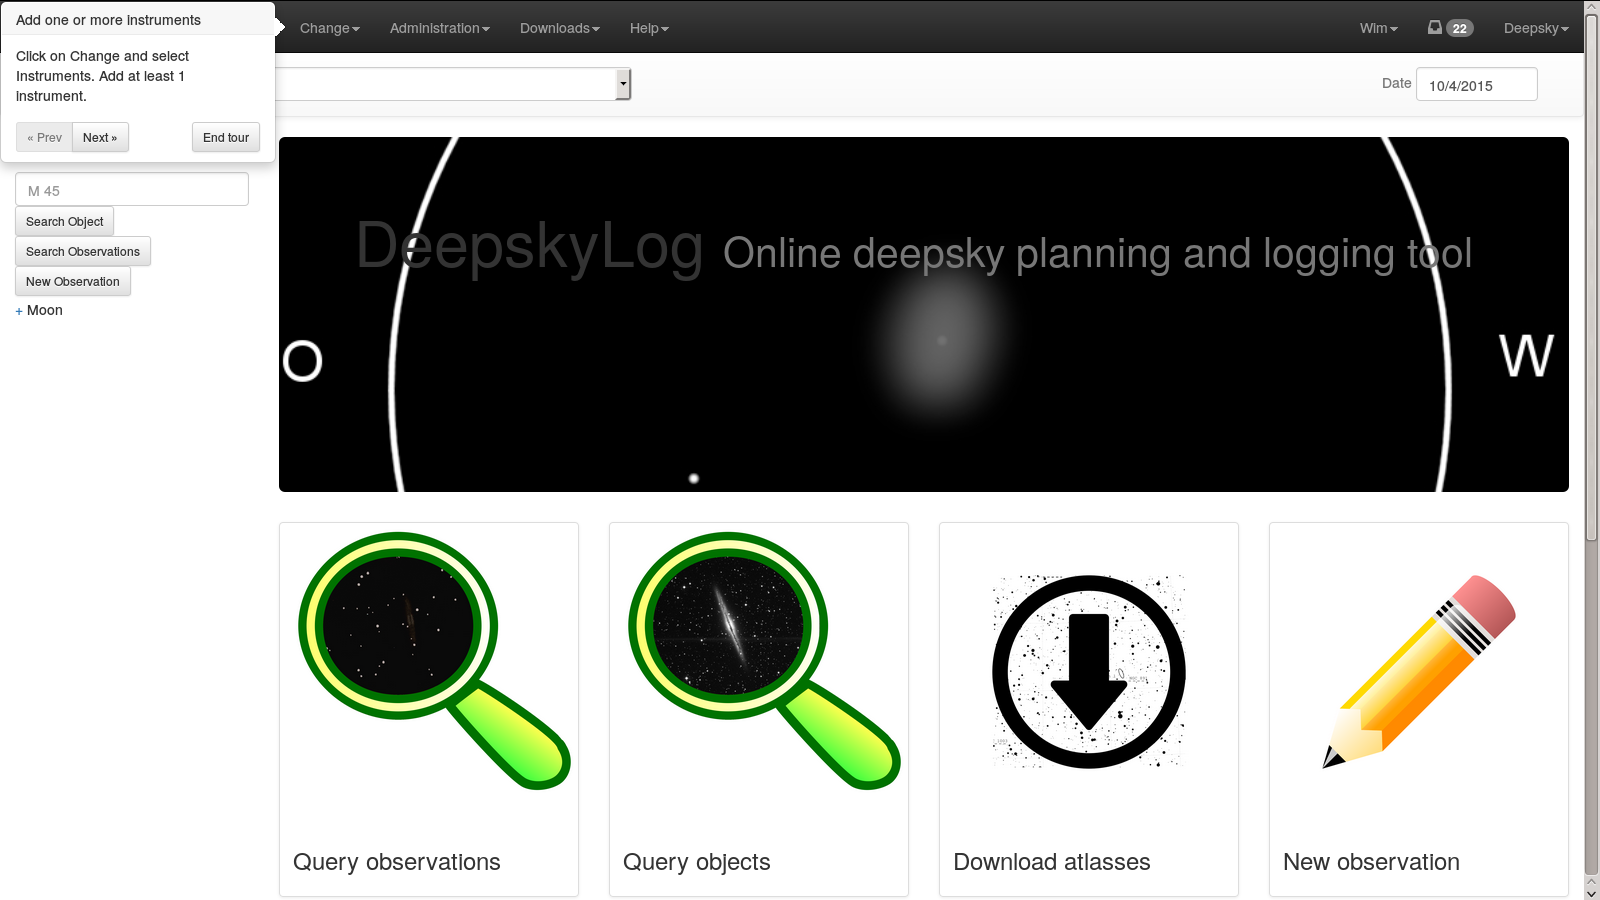 Add one or more instruments
Click on Change and select
Instruments. Add at least 1
instrument.
« Prev Next » End tour
Change Administration Downloads Help Wim 22 Deepsky
Date 10/4/2015
M 45
Search Object
Search Observations
New Observation
+ Moon
DeepskyLog Online deepsky planning and logging tool
O W
Query observations
Query objects
Download atlasses
New observation